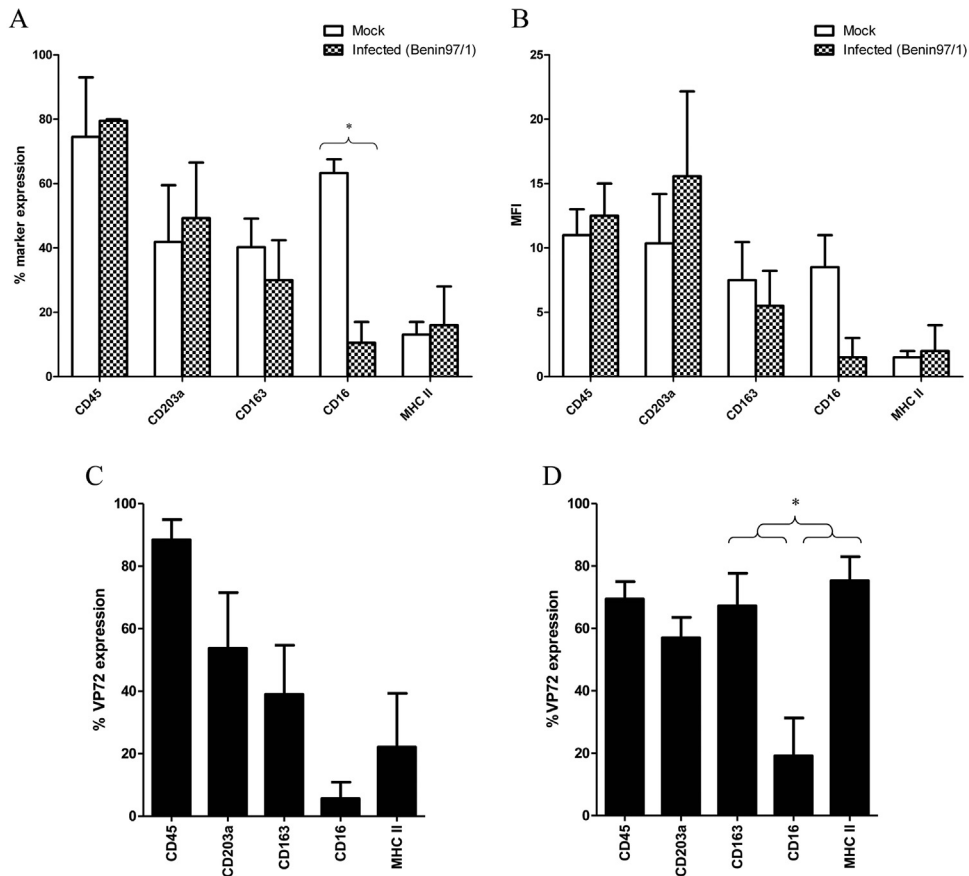 A
Mock
Infected (Benin97/1)
% marker expression
100
80
60
40
20
0
*
CD45
CD203a
CD163
CD16
MHC II
B
Mock
Infected (Benin97/1)
MFI
25
20
15
10
5
0
CD45
CD203a
CD163
CD16
MHC II
C
% VP72 expression
100
80
60
40
20
0
CD45
CD203a
CD163
CD16
MHC II
D
% VP72 expression
100
80
60
40
20
0
*
CD45
CD203a
CD163
CD16
MHC II